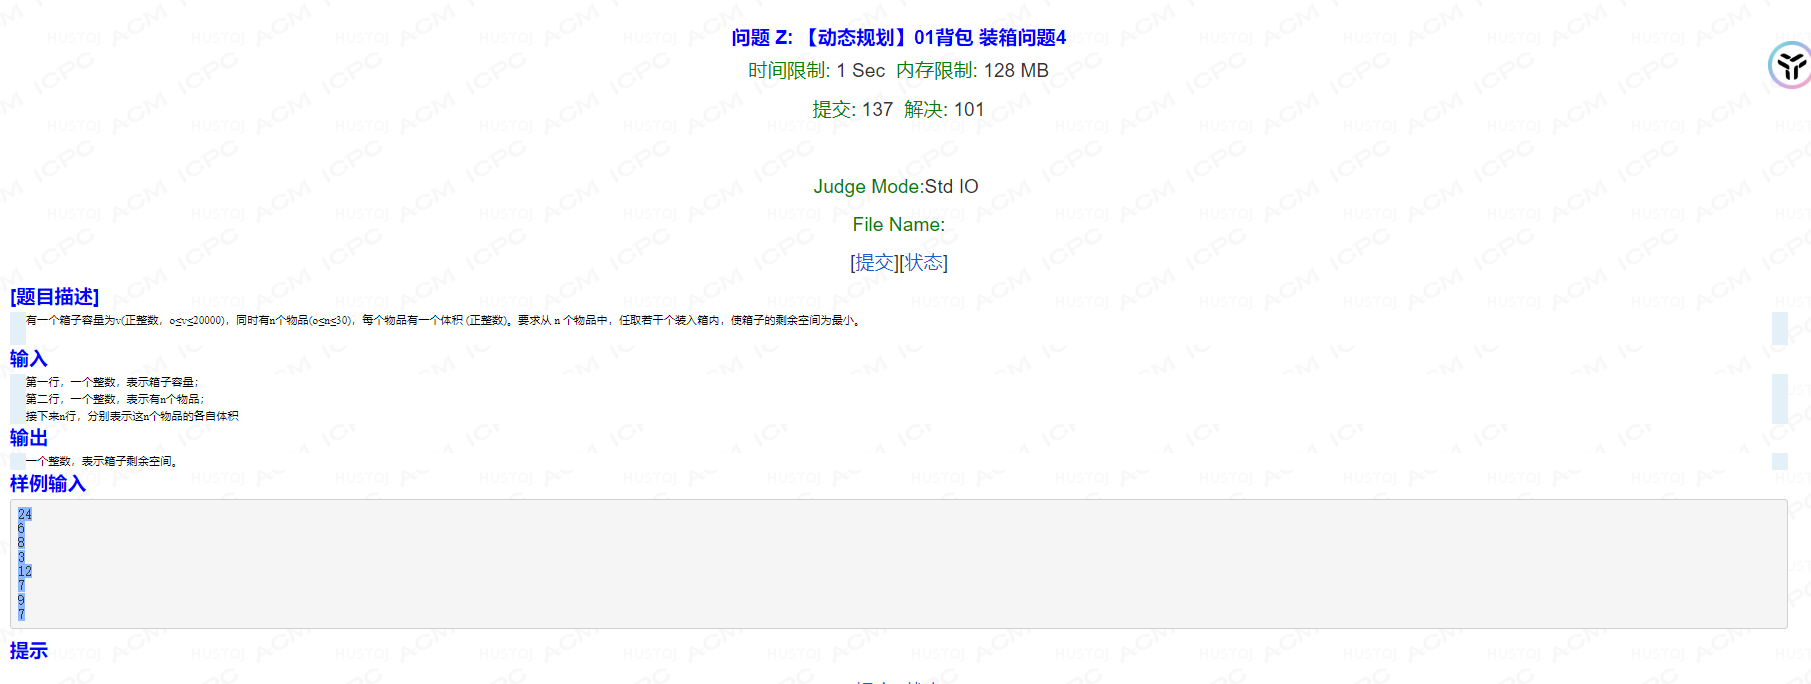 问题 Z: 【动态规划】01背包 装箱问题4
时间限制: 1 Sec 内存限制: 128 MB
提交: 137 解决: 101
Judge Mode:Std IO
File Name:
[提交][状态]
[题目描述]
有一个箱子容量为v(正整数，o≤v≤20000)，同时有n个物品(o≤n≤30)，每个物品有一个体积 (正整数)。要求从 n 个物品中，任取若干个装入箱内，使箱子的剩余空间为最小。
输入
第一行，一个整数，表示箱子容量；
第二行，一个整数，表示有n个物品；
接下来n行，分别表示这n个物品的各自体积
输出
一个整数，表示箱子剩余空间。
样例输入
24
6
8
3
12
7
9
7
提示